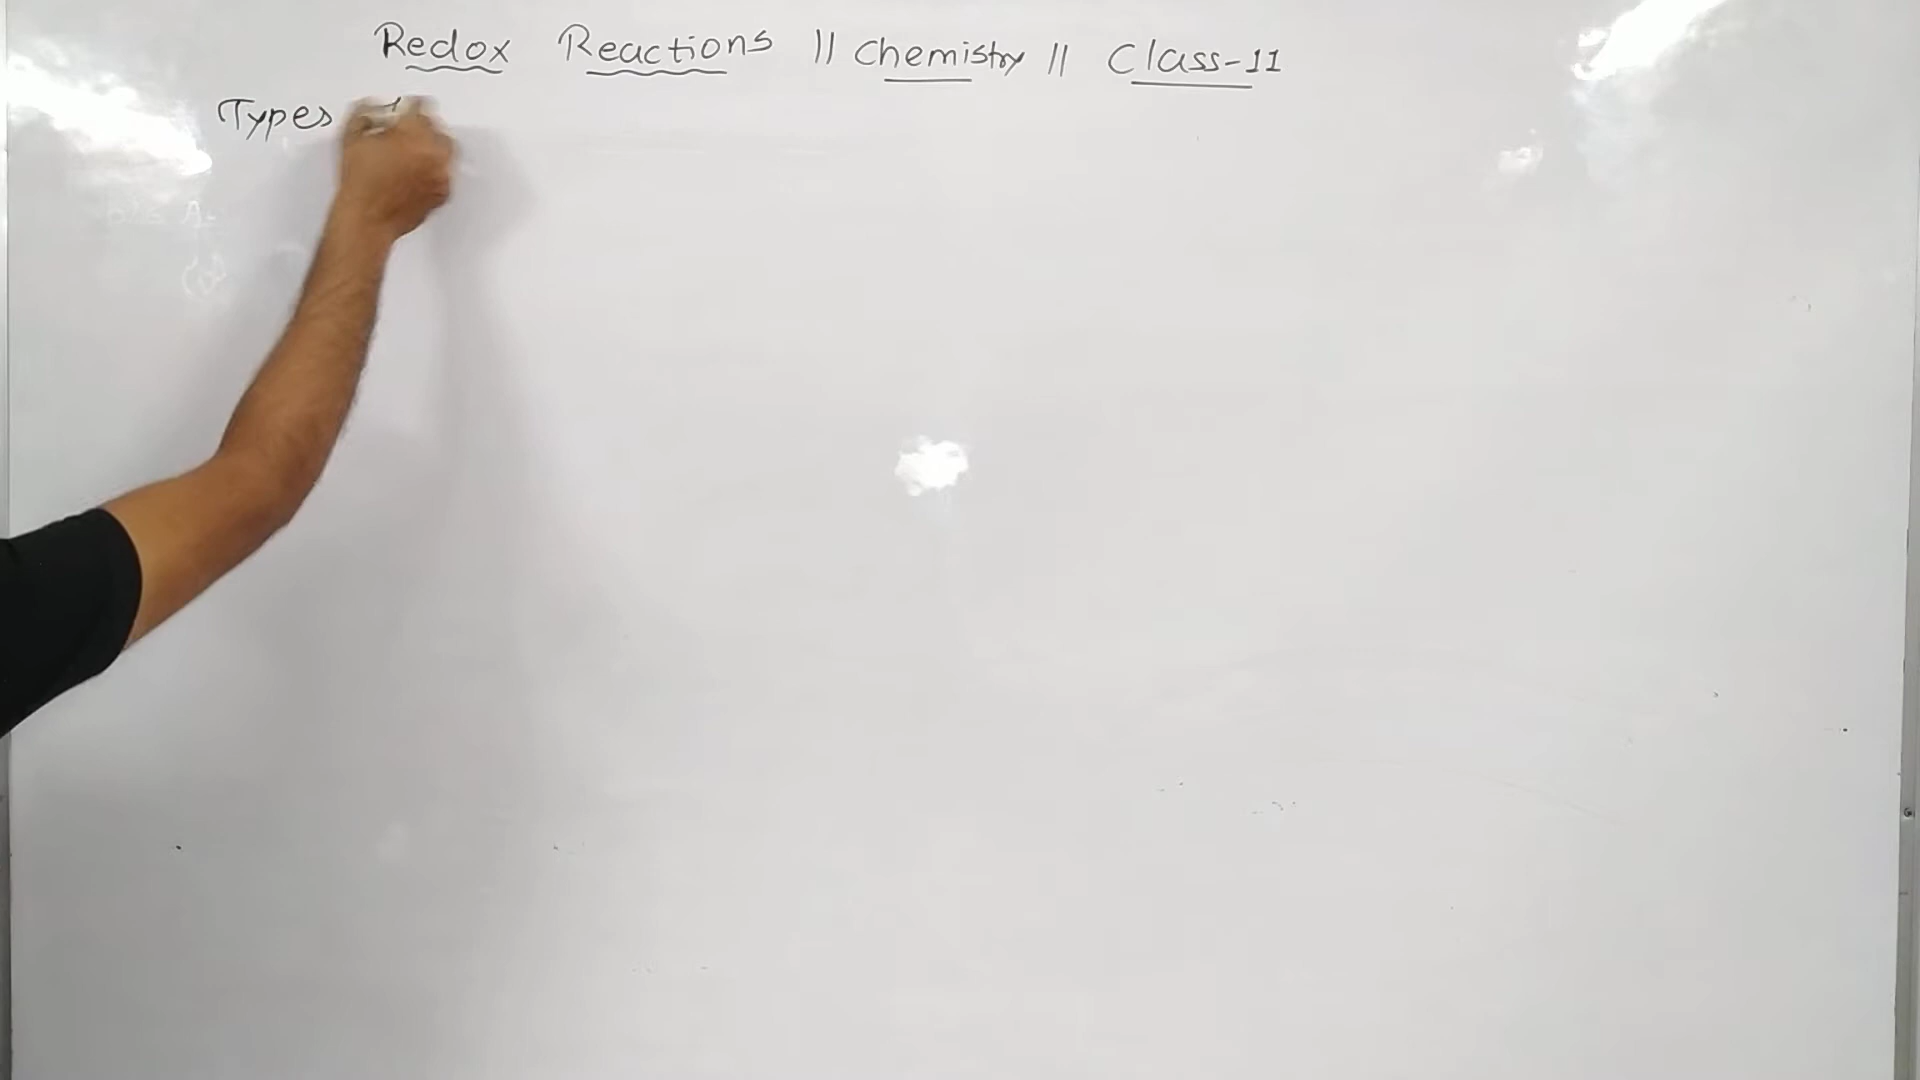 Redox Reactions || Chemistry || Class-11
Types